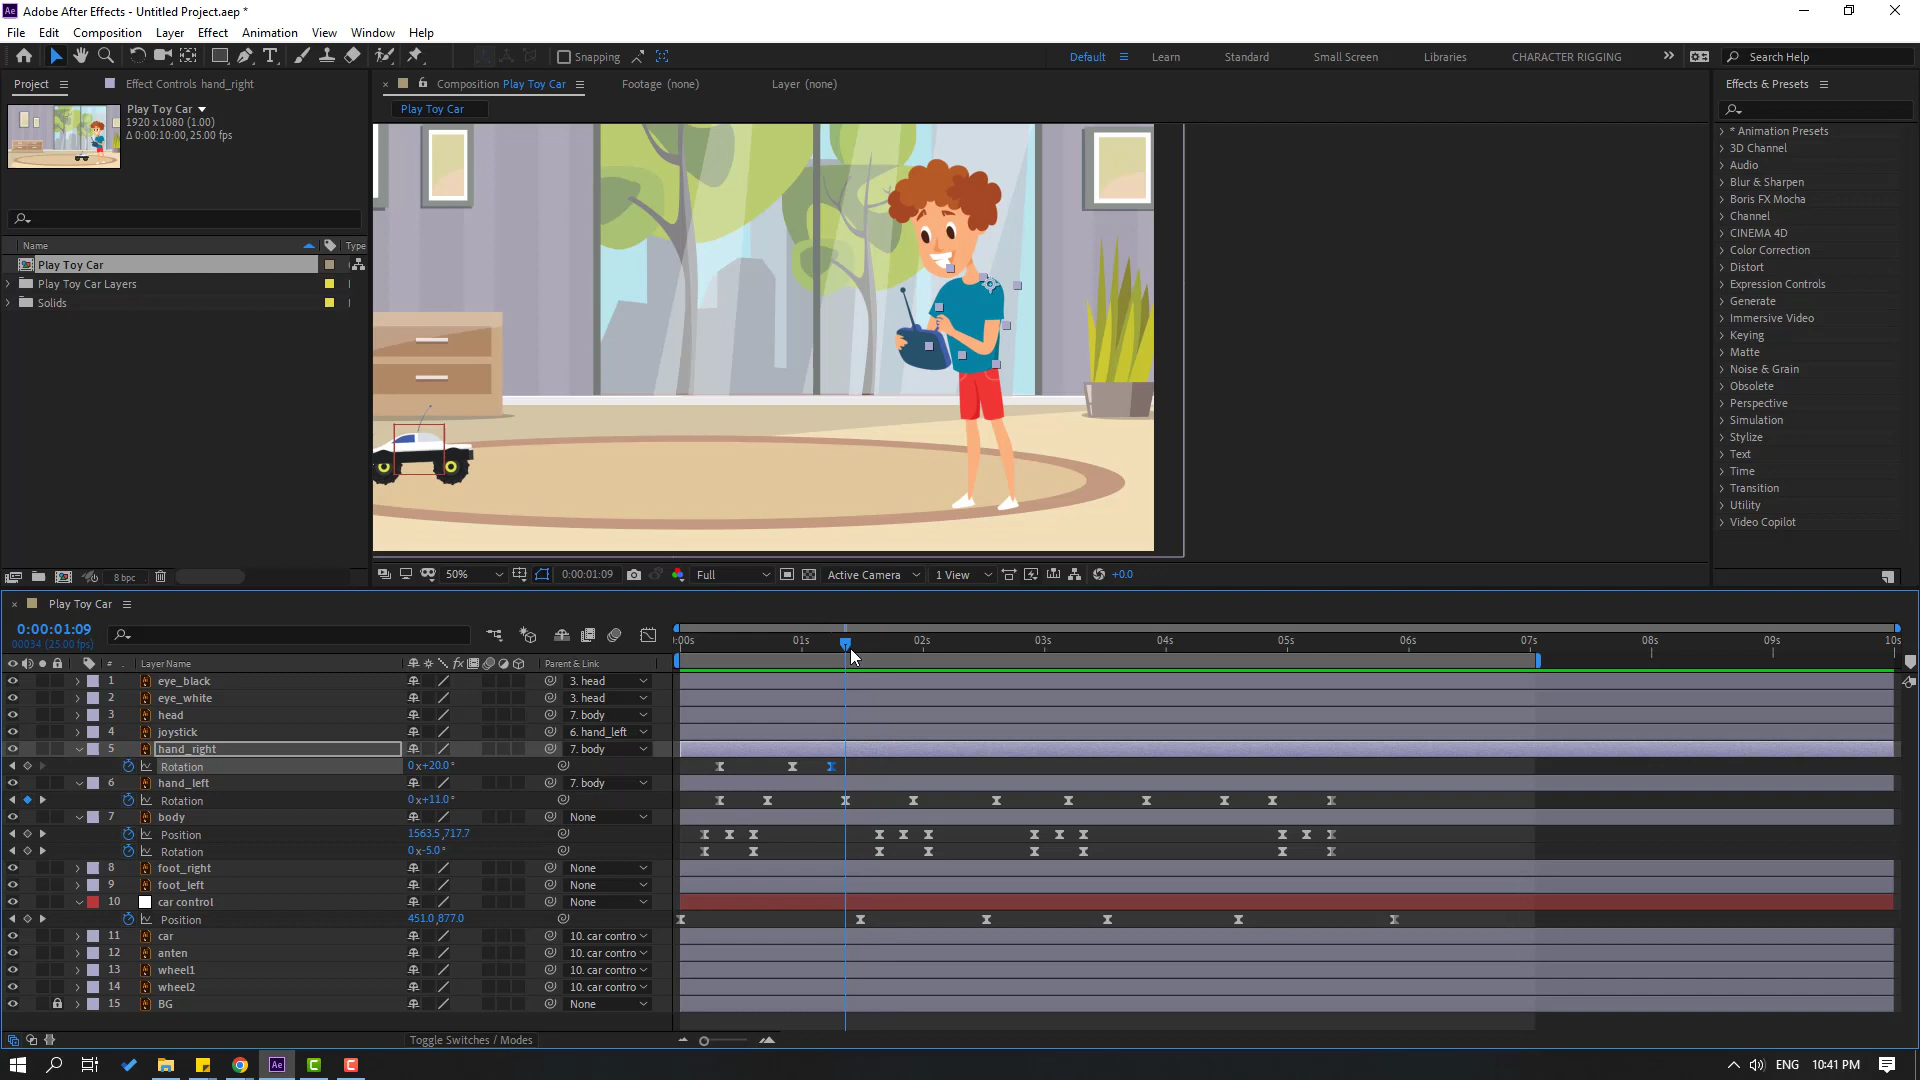 Adobe After Effects - Untitled Project.aep *
File Edit Composition Layer Effect Animation View Window Help
Snapping
Default Learn Standard Small Screen Libraries CHARACTER RIGGING
Search Help
Project
Effect Controls hand_right
Composition Play Toy Car
Footage (none)
Layer (none)
Effects & Presets
Play Toy Car
1920 x 1080 (1.00)
Δ 0:00:10:00, 25.00 fps
Play Toy Car
* Animation Presets
3D Channel
Audio
Blur & Sharpen
Boris FX Mocha
Channel
CINEMA 4D
Color Correction
Distort
Expression Controls
Generate
Immersive Video
Keying
Matte
Noise & Grain
Obsolete
Perspective
Simulation
Stylize
Text
Time
Transition
Utility
Video Copilot
Name Type
Play Toy Car
Play Toy Car Layers
Solids
8 bpc
50% 0:00:01:09 Full Active Camera 1 View +0.0
Play Toy Car
0:00:01:09
00034 (25.00 fps)
:00s 01s 02s 03s 04s 05s 06s 07s 08s 09s 10s
# Layer Name fx Parent & Link
1 eye_black 3. head
2 eye_white 3. head
3 head 7. body
4 joystick 6. hand_left
5 hand_right 7. body
Rotation 0x+20.0°
6 hand_left 7. body
Rotation 0x+11.0°
7 body None
Position 1563.5,717.7
Rotation 0x-5.0°
8 foot_right None
9 foot_left None
10 car control None
Position 451.0,877.0
11 car 10. car contro
12 anten 10. car contro
13 wheel1 10. car contro
14 wheel2 10. car contro
15 BG None
Toggle Switches / Modes
ENG 10:41 PM